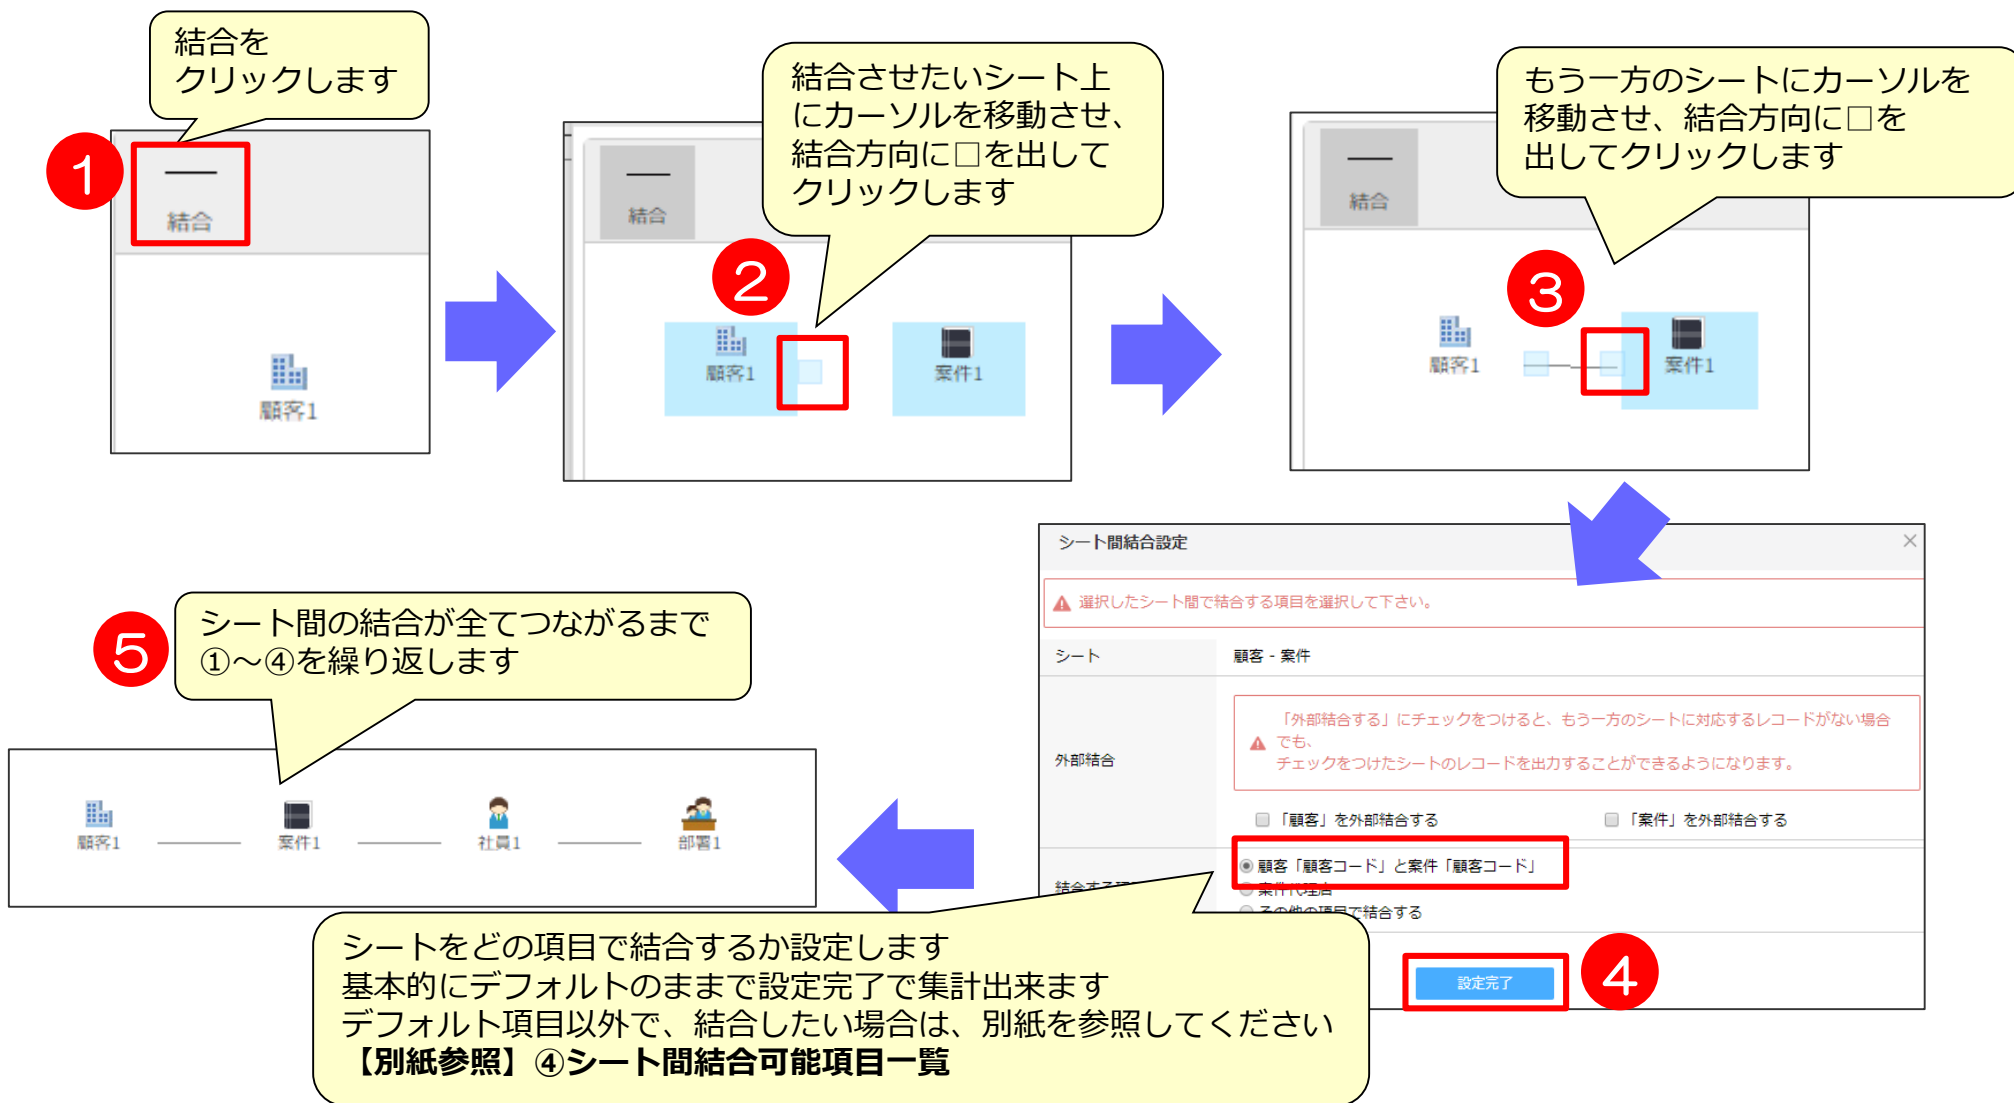 結合を
クリックします
1
結合
顧客1
結合させたいシート上
にカーソルを移動させ、
結合方向に□を出して
クリックします
結合
2
顧客1
案件1
もう一方のシートにカーソルを
移動させ、結合方向に□を
出してクリックします
結合
3
顧客1
案件1
シート間結合設定
×
選択したシート間で結合する項目を選択して下さい。
シート
顧客 - 案件
外部結合
「外部結合する」にチェックをつけると、もう一方のシートに対応するレコードがない場合
でも、
チェックをつけたシートのレコードを出力することができるようになります。
「顧客」を外部結合する
「案件」を外部結合する
顧客「顧客コード」と案件「顧客コード」
案件代理店
その他の項目で結合する
設定完了
4
シートをどの項目で結合するか設定します
基本的にデフォルトのままで設定完了で集計出来ます
デフォルト項目以外で、結合したい場合は、別紙を参照してください
【別紙参照】④シート間結合可能項目一覧
5
シート間の結合が全てつながるまで
①～④を繰り返します
顧客1
案件1
社員1
部署1